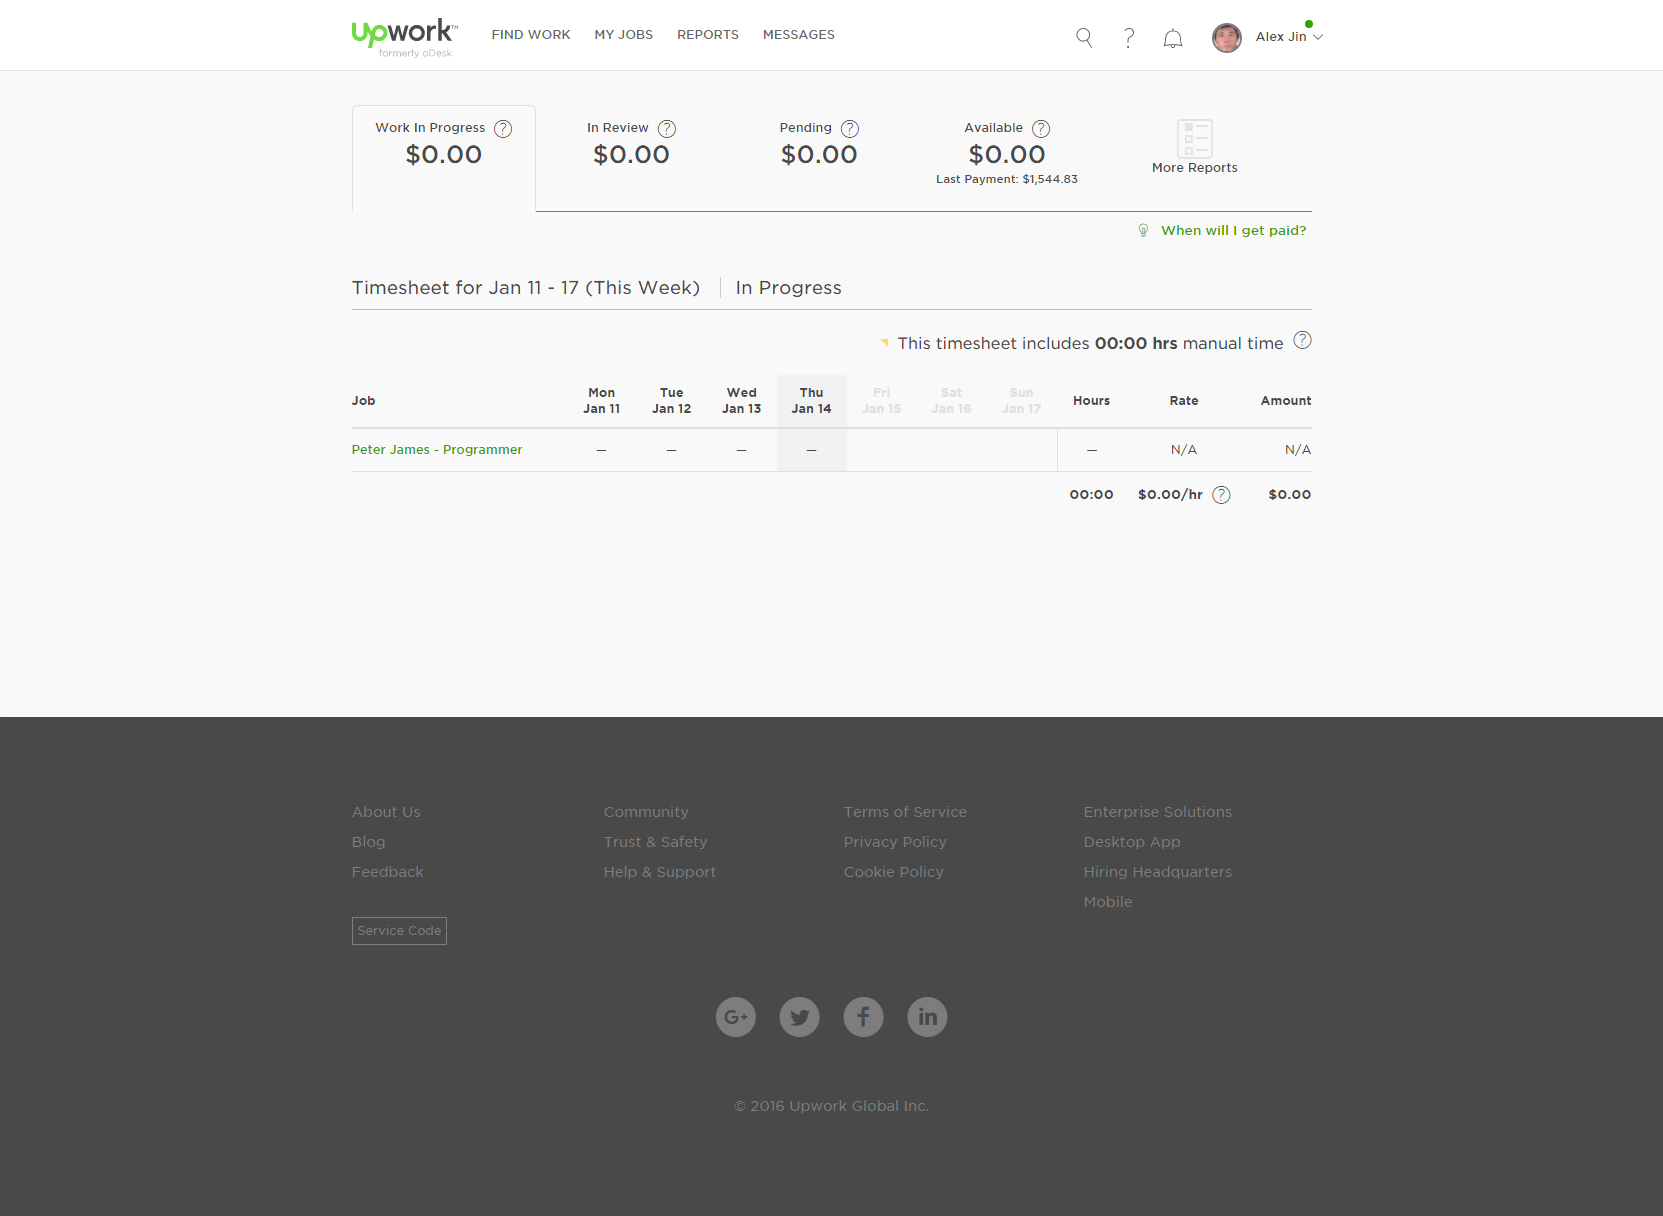 Upwork™
formerly oDesk
FIND WORK MY JOBS REPORTS MESSAGES
? Alex Jin
Work In Progress ?
$0.00
In Review ?
$0.00
Pending ?
$0.00
Available ?
$0.00
Last Payment: $1,544.83
More Reports
When will I get paid?
Timesheet for Jan 11 - 17 (This Week) In Progress
This timesheet includes 00:00 hrs manual time ?
Job Mon Jan 11 Tue Jan 12 Wed Jan 13 Thu Jan 14 Fri Jan 15 Sat Jan 16 Sun Jan 17 Hours Rate Amount
Peter James - Programmer — — — — — N/A N/A
00:00 $0.00/hr ? $0.00
About Us Community Terms of Service Enterprise Solutions
Blog Trust & Safety Privacy Policy Desktop App
Feedback Help & Support Cookie Policy Hiring Headquarters
Mobile
Service Code
G+ f in
© 2016 Upwork Global Inc.